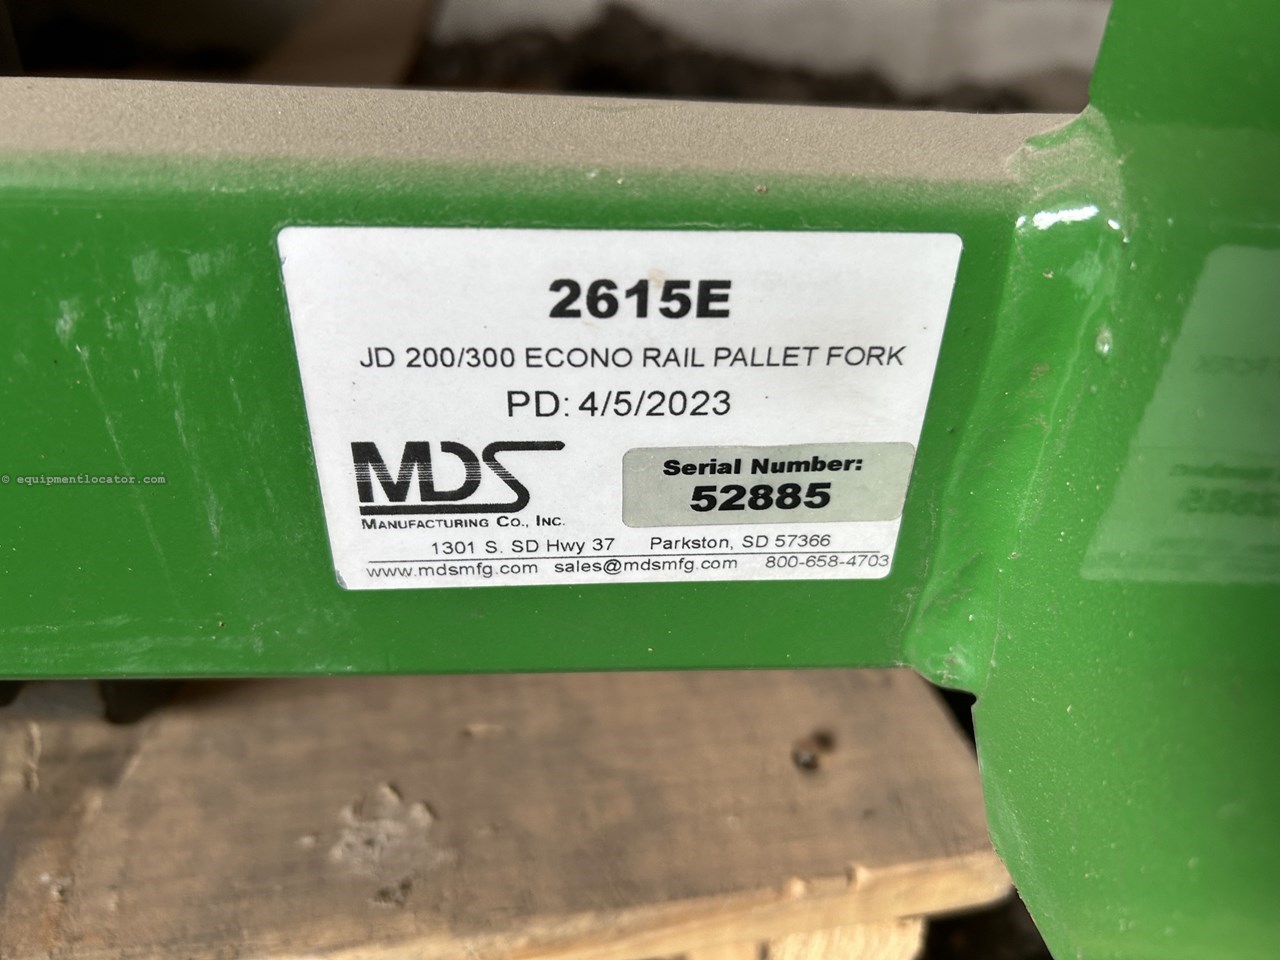 2615E
JD 200/300 ECONO RAIL PALLET FORK
PD: 4/5/2023
MDS
MANUFACTURING CO., INC.
Serial Number:
52885
1301 S. SD Hwy 37 Parkston, SD 57366
www.mdsmfg.com sales@mdsmfg.com 800-658-4703
© equipmentlocator.com